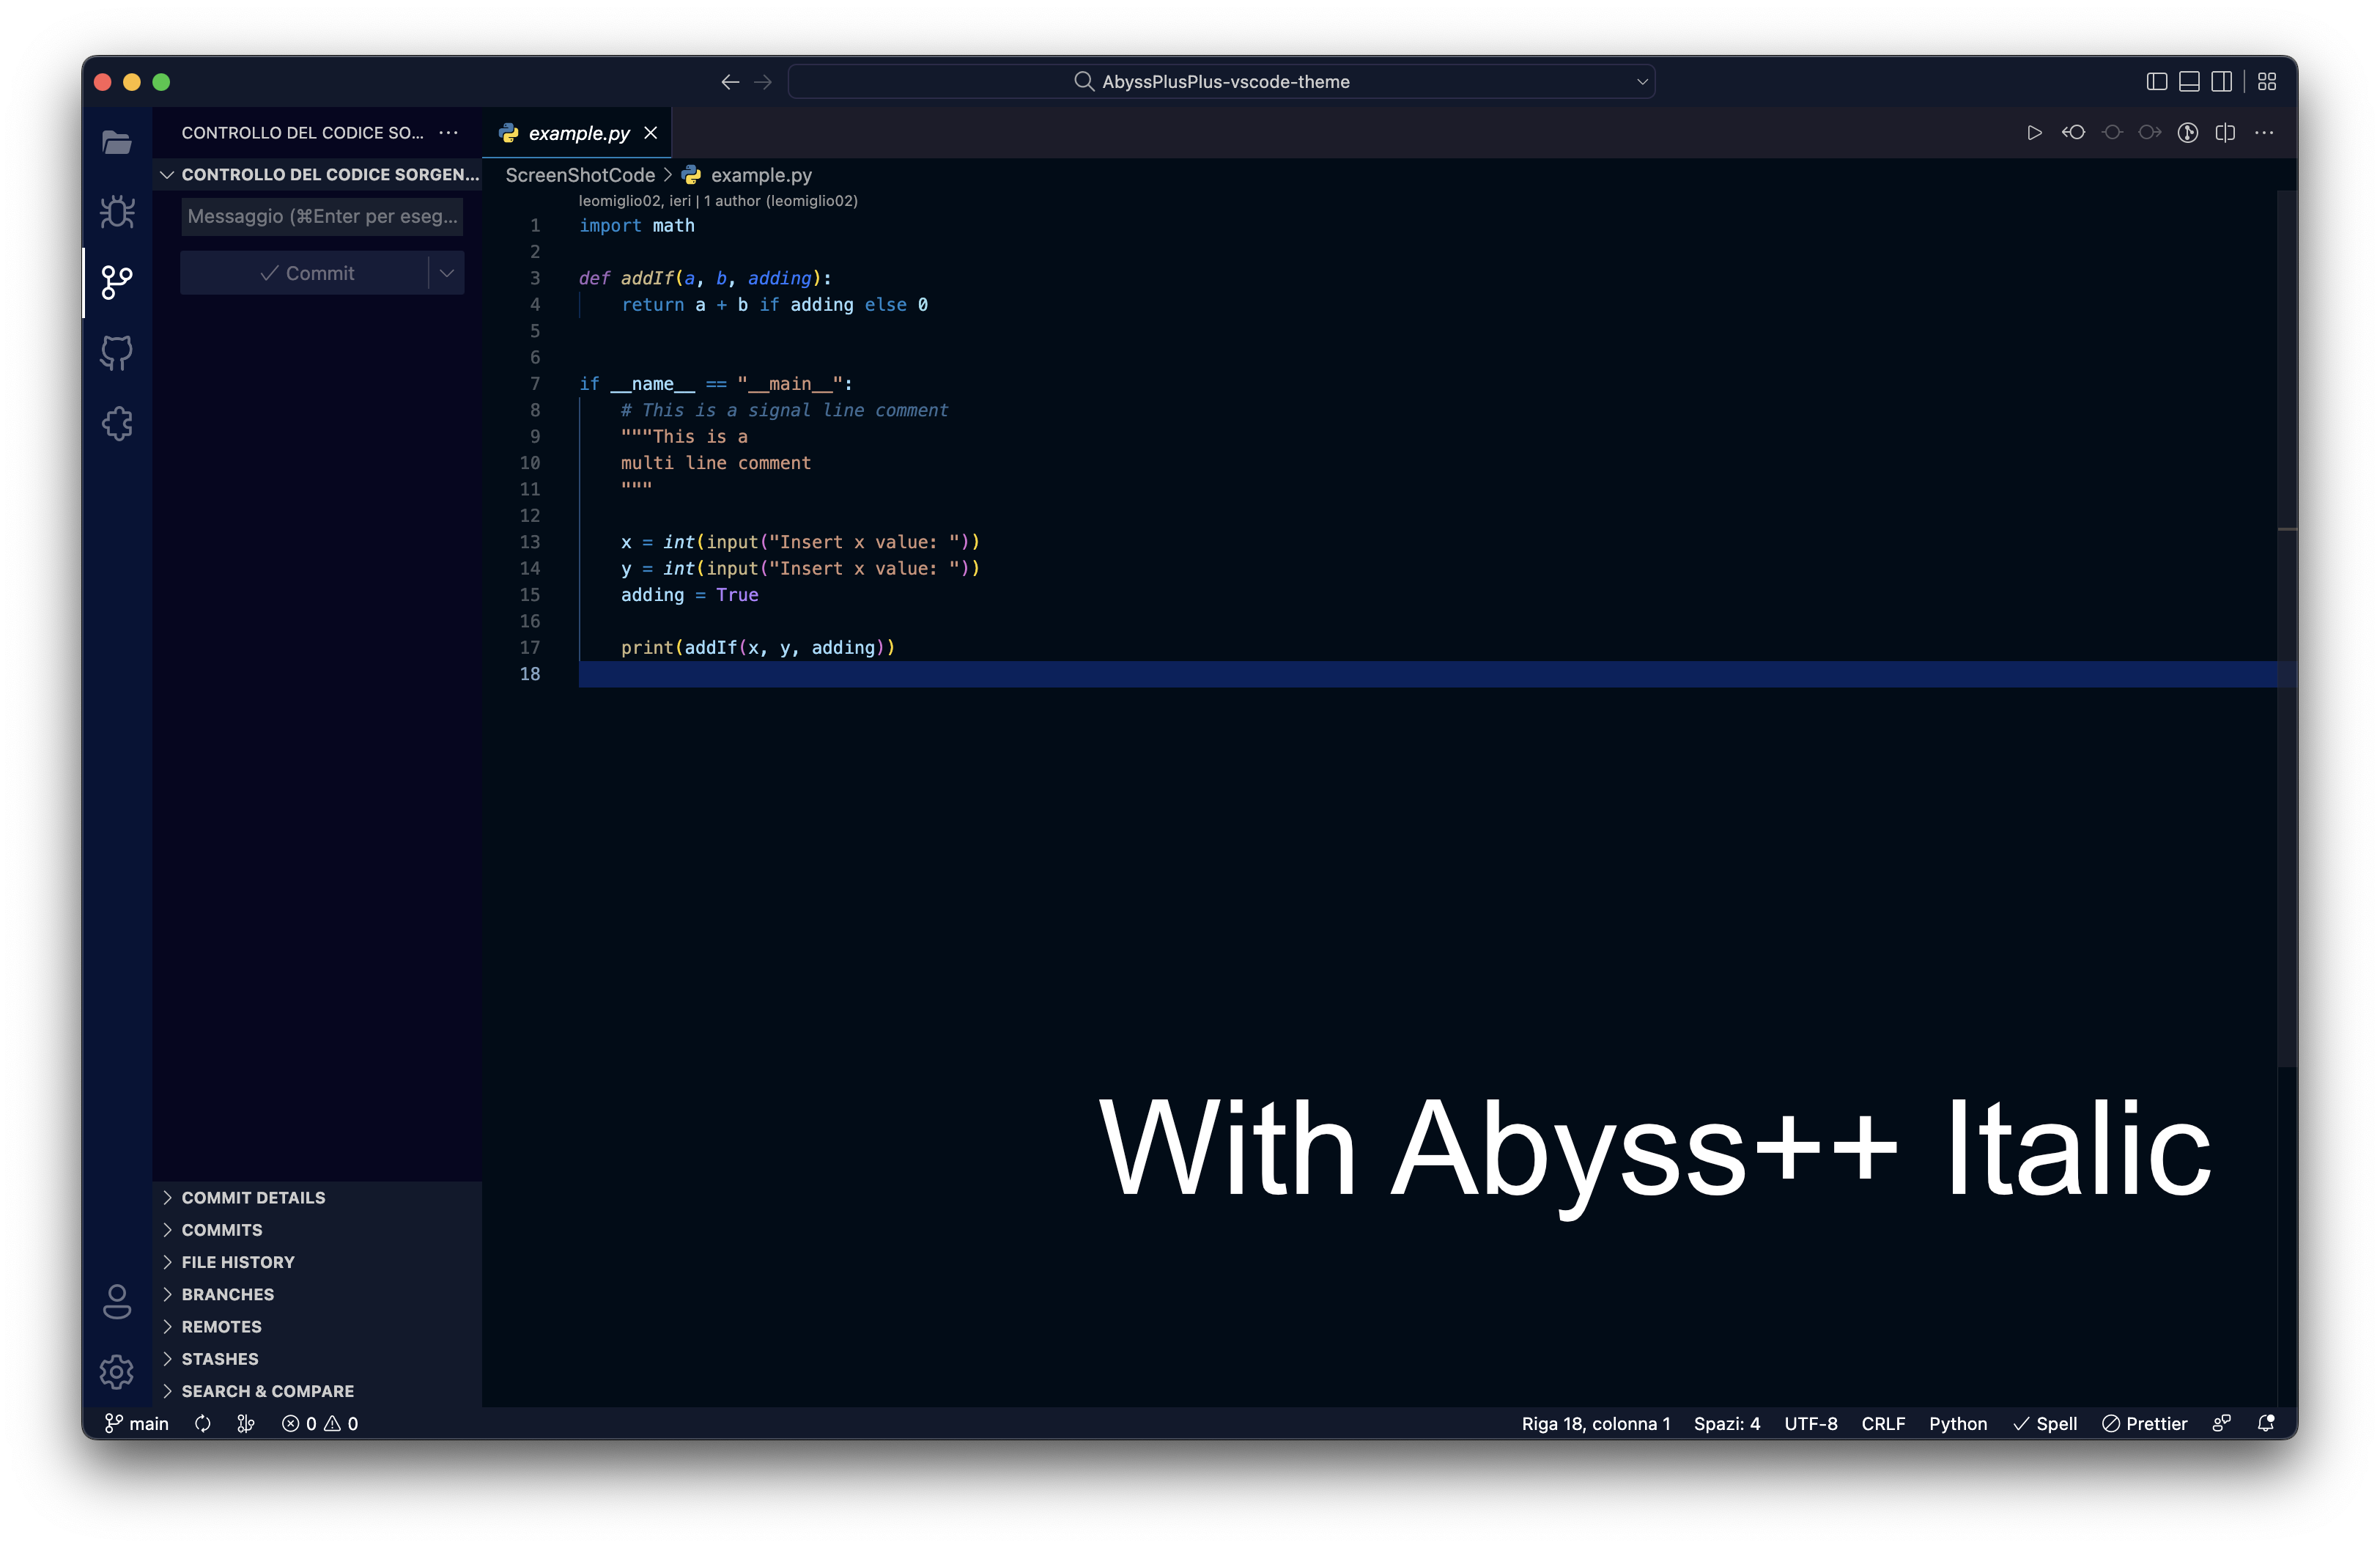 AbyssPlusPlus-vscode-theme
CONTROLLO DEL CODICE SO...
example.py
CONTROLLO DEL CODICE SORGEN...
Messaggio (⌘Enter per eseg...
Commit
ScreenShotCode > example.py
leomiglio02, ieri | 1 author (leomiglio02)
1 import math
2
3 def addIf(a, b, adding):
4     return a + b if adding else 0
5
6
7 if __name__ == "__main__":
8     # This is a signal line comment
9     """This is a
10     multi line comment
11     """
12
13     x = int(input("Insert x value: "))
14     y = int(input("Insert x value: "))
15     adding = True
16
17     print(addIf(x, y, adding))
18
With Abyss++ Italic
COMMIT DETAILS
COMMITS
FILE HISTORY
BRANCHES
REMOTES
STASHES
SEARCH & COMPARE
main 0 0 Riga 18, colonna 1 Spazi: 4 UTF-8 CRLF Python Spell Prettier